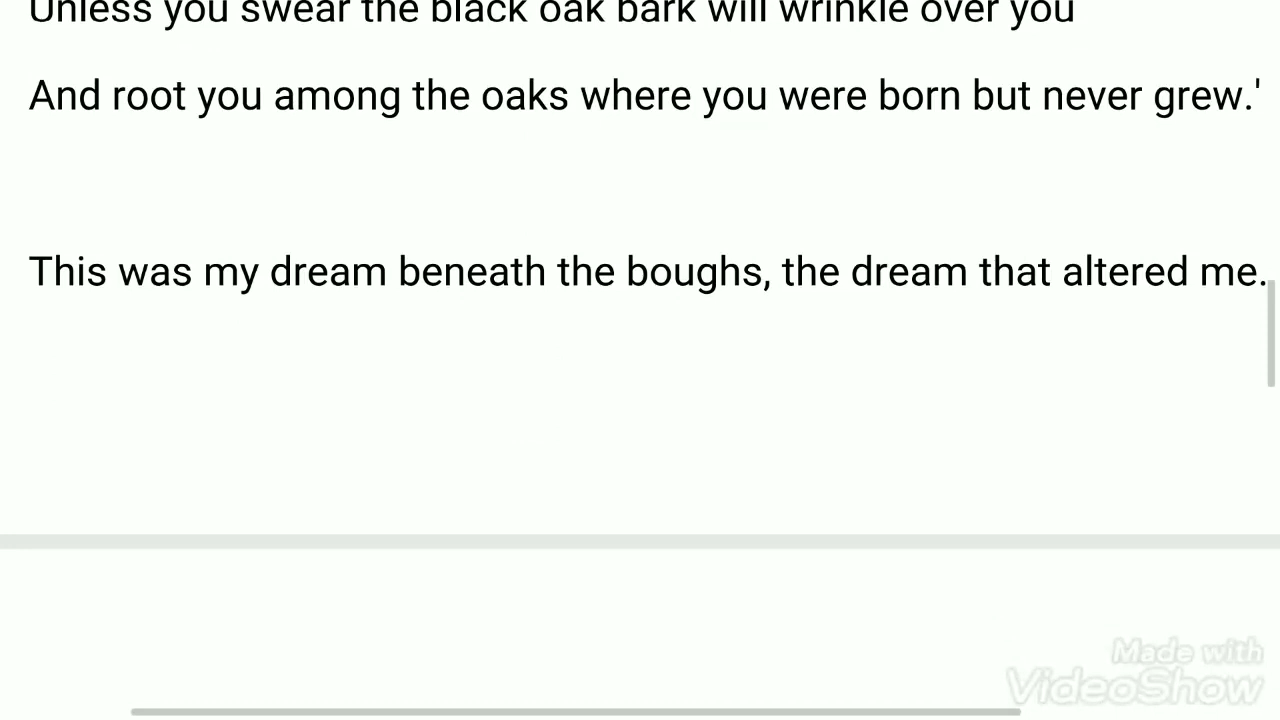 Unless you swear the black oak bark will wrinkle over you
And root you among the oaks where you were born but never grew.'
This was my dream beneath the boughs, the dream that altered me.
Made with
VideoShow